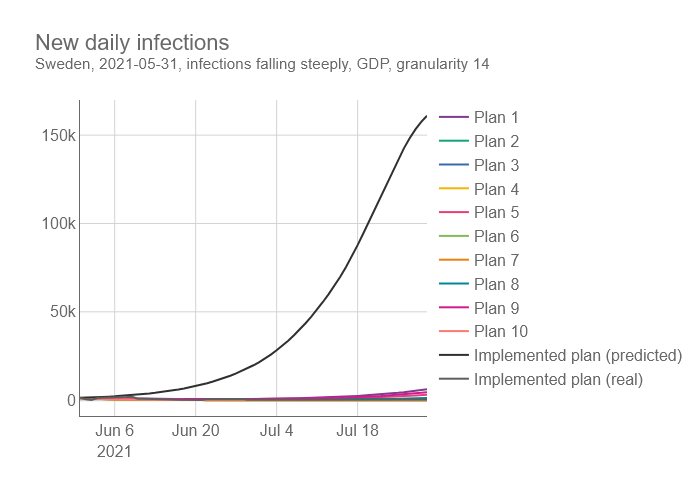 New daily infections
Sweden, 2021-05-31, infections falling steeply, GDP, granularity 14
150k
100k
50k
0
Jun 6
2021
Jun 20
Jul 4
Jul 18
Plan 1
Plan 2
Plan 3
Plan 4
Plan 5
Plan 6
Plan 7
Plan 8
Plan 9
Plan 10
Implemented plan (predicted)
Implemented plan (real)